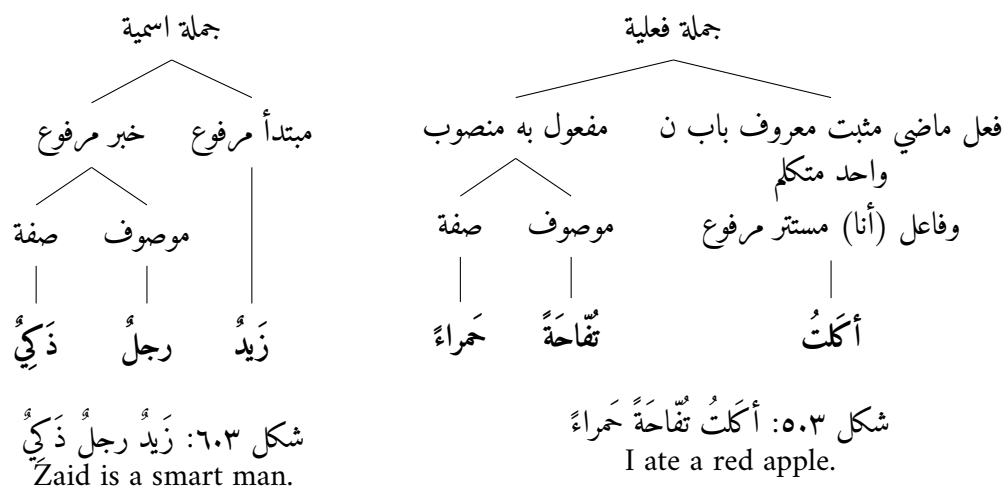 جملة فعلية
فعل ماضي مثبت معروف باب ن
واحد متكلم
وفاعل (أنا) مستتر مرفوع
مفعول به منصوب
موصوف
صفة
أكَلتُ
تُفّاحَةً
حَمراءً
شكل ٥.٣: أكَلتُ تُفّاحَةً حَمراءً
I ate a red apple.
جملة اسمية
مبتدأ مرفوع
خبر مرفوع
موصوف
صفة
زَيدٌ
رجلٌ
ذَكِيٌّ
شكل ٦.٣: زَيدٌ رجلٌ ذَكِيٌّ
Zaid is a smart man.